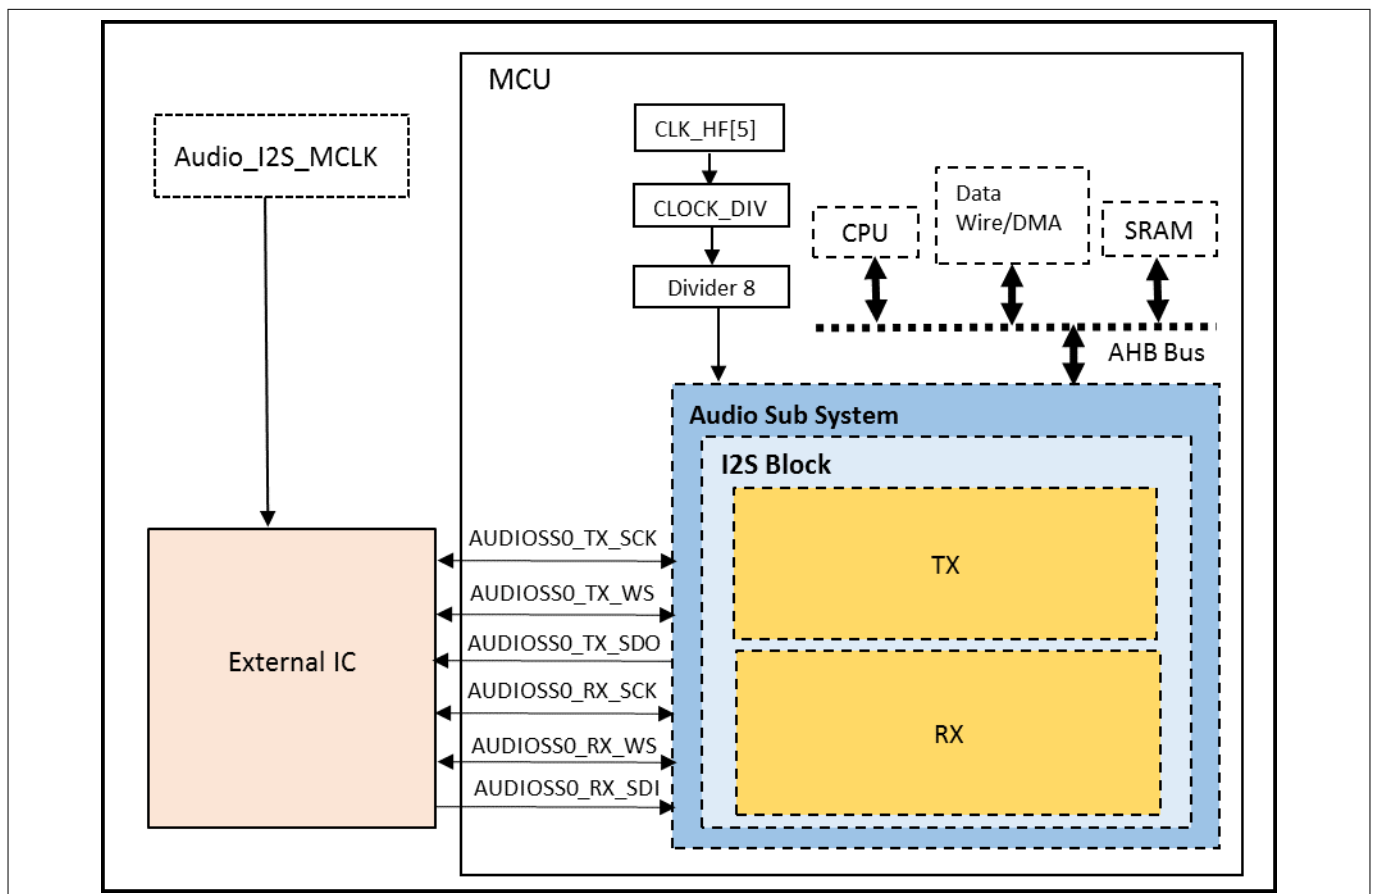 MCU
Audio_I2S_MCLK
CLK_HF[5]
CLOCK_DIV
Divider 8
CPU
Data
Wire/DMA
SRAM
AHB Bus
Audio Sub System
I2S Block
TX
RX
External IC
AUDIOSS0_TX_SCK
AUDIOSS0_TX_WS
AUDIOSS0_TX_SDO
AUDIOSS0_RX_SCK
AUDIOSS0_RX_WS
AUDIOSS0_RX_SDI